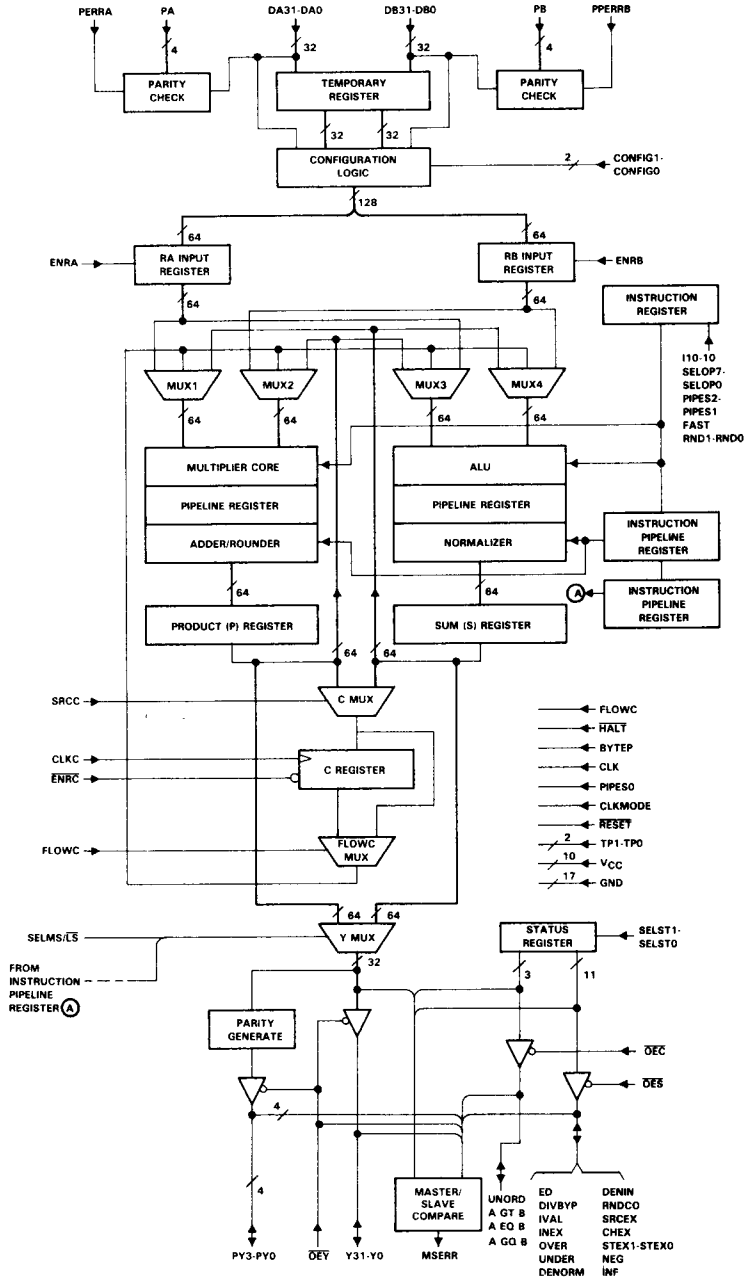 PERRA PA DA31-DA0 DB31-DB0 PB PPERRB
4 32 32 4
PARITY
CHECK
TEMPORARY
REGISTER
PARITY
CHECK
32 32
CONFIGURATION
LOGIC
2
CONFIG1-
CONFIG0
128
64 64
ENRA
RA INPUT
REGISTER
RB INPUT
REGISTER
ENRB
64 64
INSTRUCTION
REGISTER
I10-10
SELOP7-
SELOP0
PIPES2-
PIPES1
FAST
RND1-RND0
MUX1 MUX2 MUX3 MUX4
64 64 64 64
MULTIPLIER CORE
PIPELINE REGISTER
ADDER/ROUNDER
ALU
PIPELINE REGISTER
NORMALIZER
INSTRUCTION
PIPELINE
REGISTER
64 64
A
INSTRUCTION
PIPELINE
REGISTER
PRODUCT (P) REGISTER
SUM (S) REGISTER
64 64
SRCC
C MUX
CLKC
C REGISTER
ENRC
FLOWC
FLOWC
MUX
FLOWC
HALT
BYTEP
CLK
PIPES0
CLKMODE
RESET
2 TP1-TP0
10 VCC
17 GND
64 64
SELMS/LS
Y MUX
32
FROM
INSTRUCTION
PIPELINE
REGISTER A
STATUS
REGISTER
SELST1-
SELST0
3 11
PARITY
GENERATE
OEC
OES
4
4
MASTER/
SLAVE
COMPARE
PY3-PY0 OEY Y31-Y0 MSERR
UNORD
A GT B
A EQ B
A GQ B
ED DENIN
DIVBYP RNDCO
IVAL SRCEX
INEX CHEX
OVER STEX1-STEX0
UNDER NEG
DENORM INF